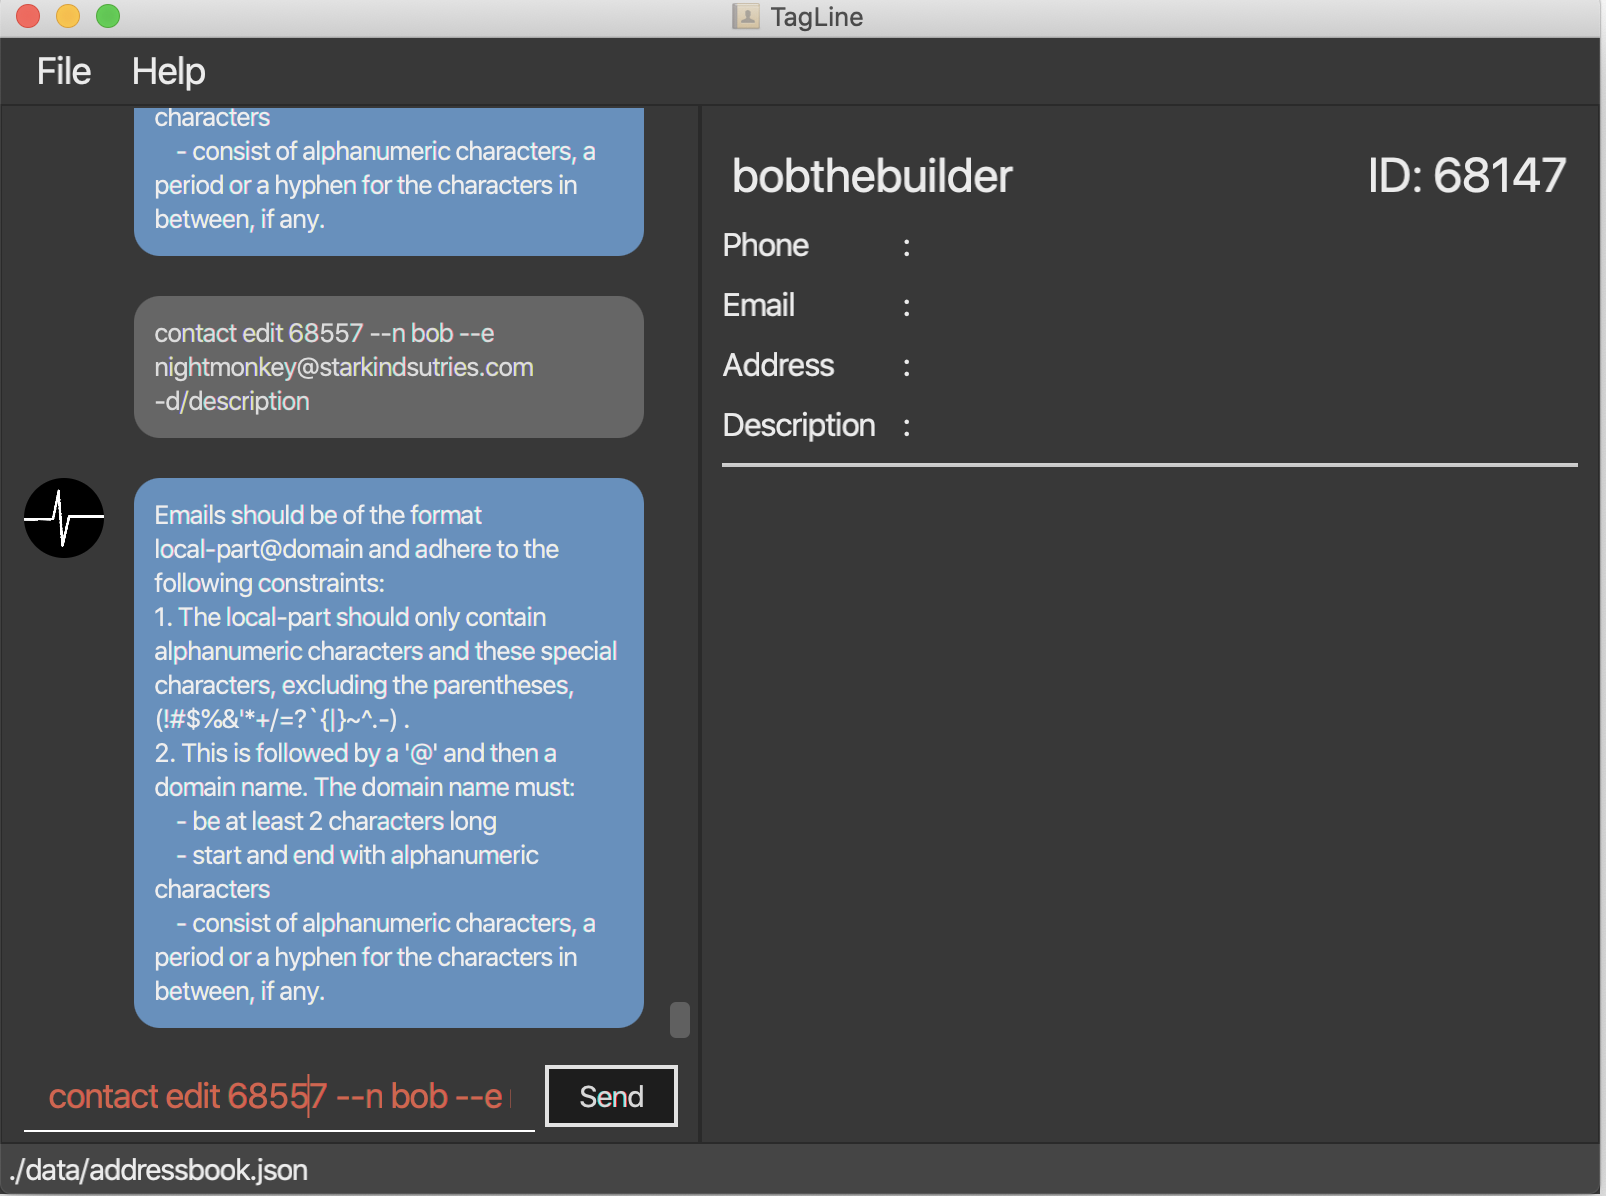 TagLine
File Help
characters
- consist of alphanumeric characters, a
period or a hyphen for the characters in
between, if any.
contact edit 68557 --n bob --e
nightmonkey@starkindsutries.com
-d/description
Emails should be of the format
local-part@domain and adhere to the
following constraints:
1. The local-part should only contain
alphanumeric characters and these special
characters, excluding the parentheses,
(!#$%&'*+/=?`{|}~^.-) .
2. This is followed by a '@' and then a
domain name. The domain name must:
- be at least 2 characters long
- start and end with alphanumeric
characters
- consist of alphanumeric characters, a
period or a hyphen for the characters in
between, if any.
contact edit 68557 --n bob --e
Send
bobthebuilder ID: 68147
Phone :
Email :
Address :
Description :
./data/addressbook.json